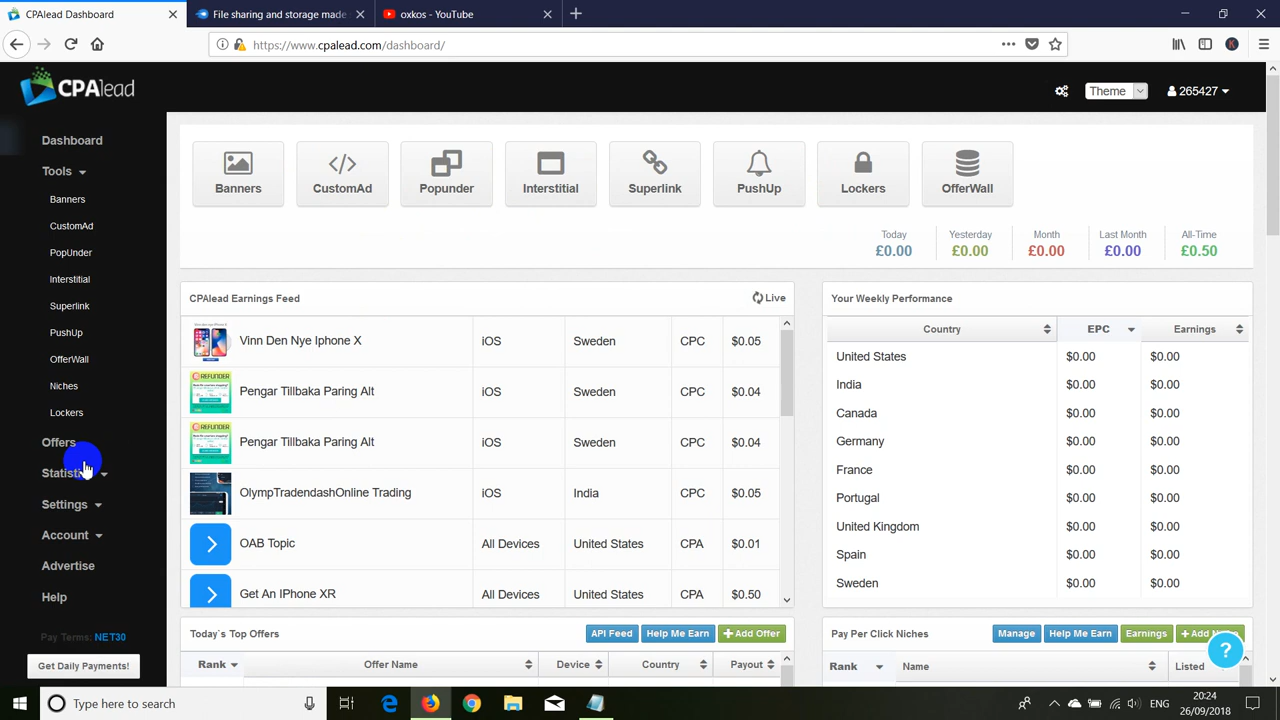 CPAlead Dashboard
File sharing and storage made
oxkos - YouTube
https://www.cpalead.com/dashboard/
CPAlead
Theme
265427
Dashboard
Tools
Banners
CustomAd
PopUnder
Interstitial
Superlink
PushUp
OfferWall
Niches
Lockers
Offers
Settings
Account
Advertise
Help
Pay Terms: NET30
Get Daily Payments!
Banners
CustomAd
Popunder
Interstitial
Superlink
PushUp
Lockers
OfferWall
Today Yesterday Month Last Month All-Time
£0.00 £0.00 £0.00 £0.00 £0.50
CPAlead Earnings Feed Live
Vinn Den Nye Iphone X iOS Sweden CPC $0.05
Pengar Tillbaka Paring Alt iOS Sweden CPC $0.04
Pengar Tillbaka Paring Alt iOS Sweden CPC $0.04
OlympTradendashOnline Trading iOS India CPC $0.05
OAB Topic All Devices United States CPA $0.01
Get An IPhone XR All Devices United States CPA $0.50
Your Weekly Performance
Country EPC Earnings
United States $0.00 $0.00
India $0.00 $0.00
Canada $0.00 $0.00
Germany $0.00 $0.00
France $0.00 $0.00
Portugal $0.00 $0.00
United Kingdom $0.00 $0.00
Spain $0.00 $0.00
Sweden $0.00 $0.00
Today`s Top Offers API Feed Help Me Earn Add Offer
Rank Offer Name Device Country Payout
Pay Per Click Niches Manage Help Me Earn Earnings Add
Rank Name Listed
Type here to search
ENG
20:24
26/09/2018